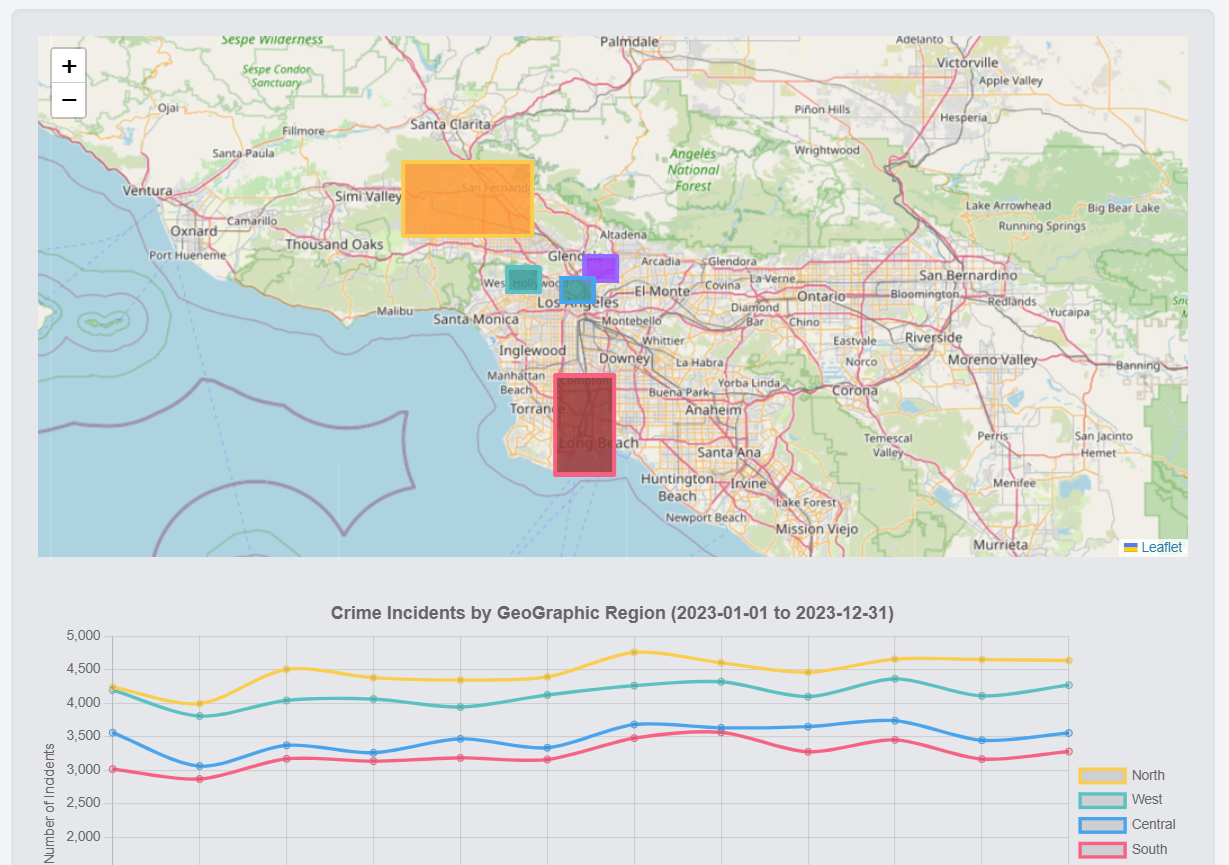 Sespe Wilderness
Palmdale
Adelanto
Victorville
+
−
Sespe Condor
Sanctuary
Apple Valley
Ojai
Piñon Hills
Hesperia
Fillmore
Santa Clarita
Santa Paula
Wrightwood
Angeles
National
Forest
San Fernand
Ventura
Simi Valley
Lake Arrowhead
Big Bear Lake
Camarillo
Oxnard
Running Springs
Thousand Oaks
Altadena
Port Hueneme
Glend
Arcadia
Glendora
San Bernardino
La Verne
West Hollywood
El Monte
Covina
Ontario
Bloomington
Redlands
Los Angeles
Malibu
Santa Monica
Montebello
Diamond
Bar
Chino
Yucaipa
Inglewood
Whittier
Eastvale
Riverside
Downey
La Habra
Norco
Moreno Valley
Banning
Manhattan
Beach
Compton
Yorba Linda
Buena Park
Corona
Torrance
Anaheim
Long Beach
Temescal
Valley
Perris
San Jacinto
Hemet
Santa Ana
Huntington
Beach
Irvine
Menifee
Lake Forest
Newport Beach
Mission Viejo
Murrieta
Leaflet
Crime Incidents by GeoGraphic Region (2023-01-01 to 2023-12-31)
5,000
4,500
4,000
3,500
3,000
2,500
2,000
Number of Incidents
North
West
Central
South